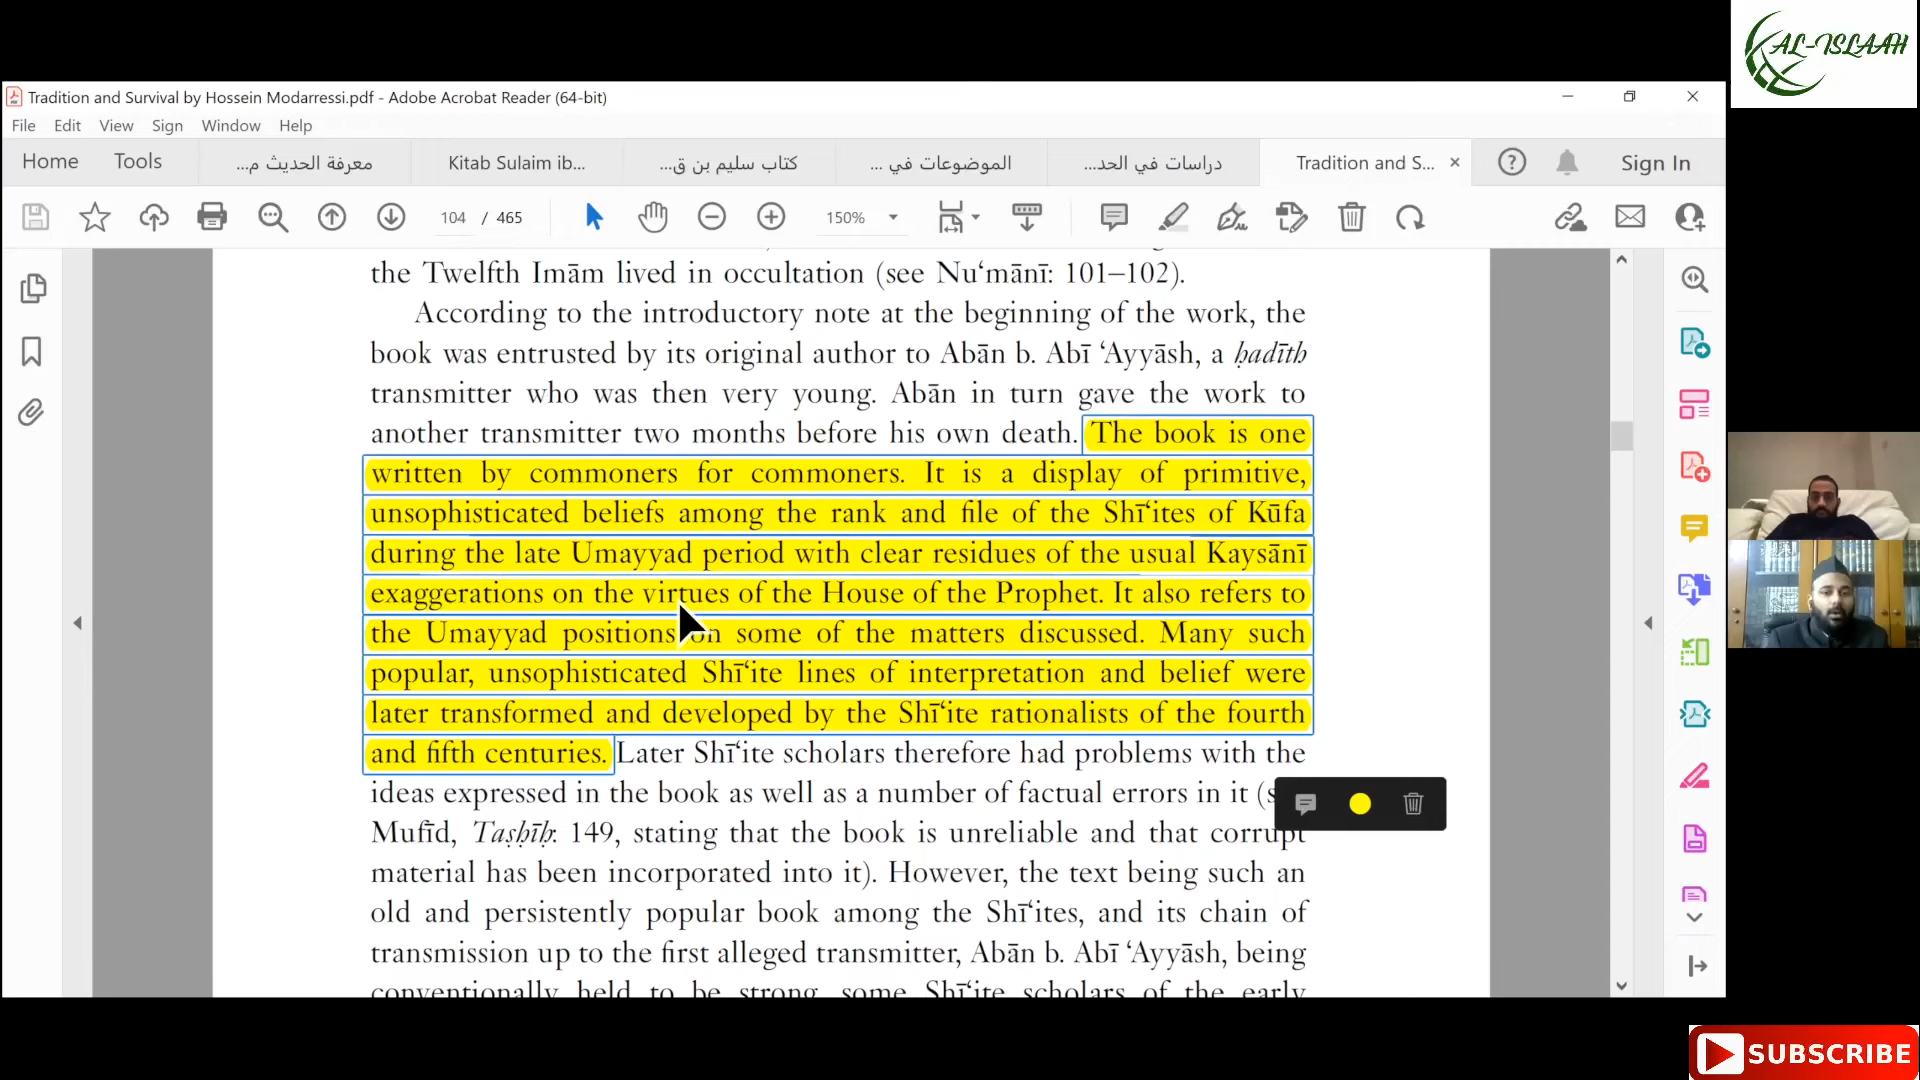 AL-ISLAAH
Tradition and Survival by Hossein Modarressi.pdf - Adobe Acrobat Reader (64-bit)
File Edit View Sign Window Help
Home Tools معرفة الحديث م... Kitab Sulaim ib... كتاب سليم بن ق... الموضوعات في ... دراسات في الحد... Tradition and S... Sign In
104 / 465 150%
the Twelfth Imām lived in occultation (see Nuʿmānī: 101–102).
According to the introductory note at the beginning of the work, the
book was entrusted by its original author to Abān b. Abī ʿAyyāsh, a ḥadīth
transmitter who was then very young. Abān in turn gave the work to
another transmitter two months before his own death. The book is one
written by commoners for commoners. It is a display of primitive,
unsophisticated beliefs among the rank and file of the Shīʿites of Kūfa
during the late Umayyad period with clear residues of the usual Kaysānī
exaggerations on the virtues of the House of the Prophet. It also refers to
the Umayyad positions on some of the matters discussed. Many such
popular, unsophisticated Shīʿite lines of interpretation and belief were
later transformed and developed by the Shīʿite rationalists of the fourth
and fifth centuries. Later Shīʿite scholars therefore had problems with the
ideas expressed in the book as well as a number of factual errors in it (s
Mufīd, Taṣḥīḥ: 149, stating that the book is unreliable and that corrupt
material has been incorporated into it). However, the text being such an
old and persistently popular book among the Shīʿites, and its chain of
transmission up to the first alleged transmitter, Abān b. Abī ʿAyyāsh, being
conventionally held to be strong, some Shīʿite scholars of the early
SUBSCRIBE